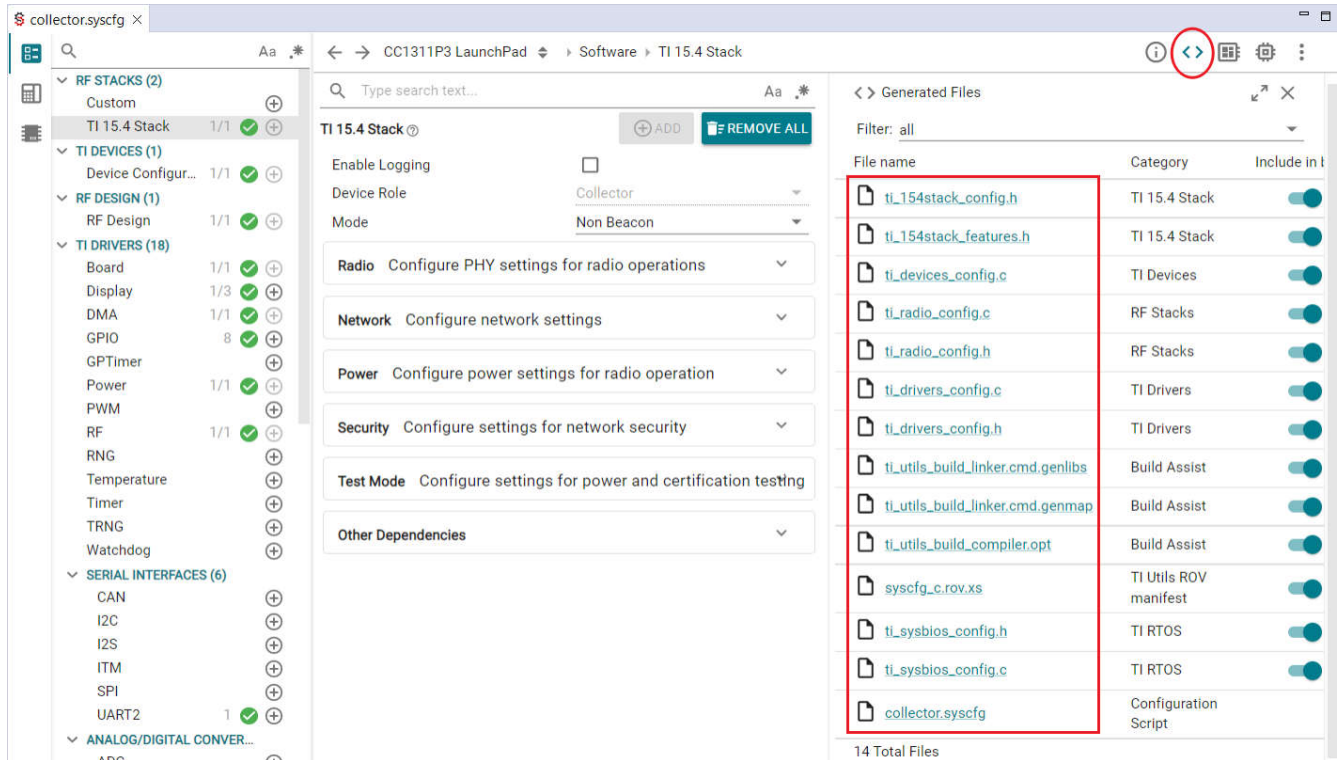 collector.syscfg
Aa .*
RF STACKS (2)
Custom
TI 15.4 Stack 1/1
TI DEVICES (1)
Device Configur... 1/1
RF DESIGN (1)
RF Design 1/1
TI DRIVERS (18)
Board 1/1
Display 1/3
DMA 1/1
GPIO 8
GPTimer
Power 1/1
PWM
RF 1/1
RNG
Temperature
Timer
TRNG
Watchdog
SERIAL INTERFACES (6)
CAN
I2C
I2S
ITM
SPI
UART2 1
ANALOG/DIGITAL CONVER...
CC1311P3 LaunchPad Software TI 15.4 Stack
Type search text... Aa .*
TI 15.4 Stack ADD REMOVE ALL
Enable Logging
Device Role Collector
Mode Non Beacon
Radio Configure PHY settings for radio operations
Network Configure network settings
Power Configure power settings for radio operation
Security Configure settings for network security
Test Mode Configure settings for power and certification testing
Other Dependencies
<> Generated Files
Filter: all
File name Category Include in
ti_154stack_config.h TI 15.4 Stack
ti_154stack_features.h TI 15.4 Stack
ti_devices_config.c TI Devices
ti_radio_config.c RF Stacks
ti_radio_config.h RF Stacks
ti_drivers_config.c TI Drivers
ti_drivers_config.h TI Drivers
ti_utils_build_linker.cmd.genlibs Build Assist
ti_utils_build_linker.cmd.genmap Build Assist
ti_utils_build_compiler.opt Build Assist
syscfg_c.rov.xs TI Utils ROV
manifest
ti_sysbios_config.h TI RTOS
ti_sysbios_config.c TI RTOS
collector.syscfg Configuration
Script
14 Total Files